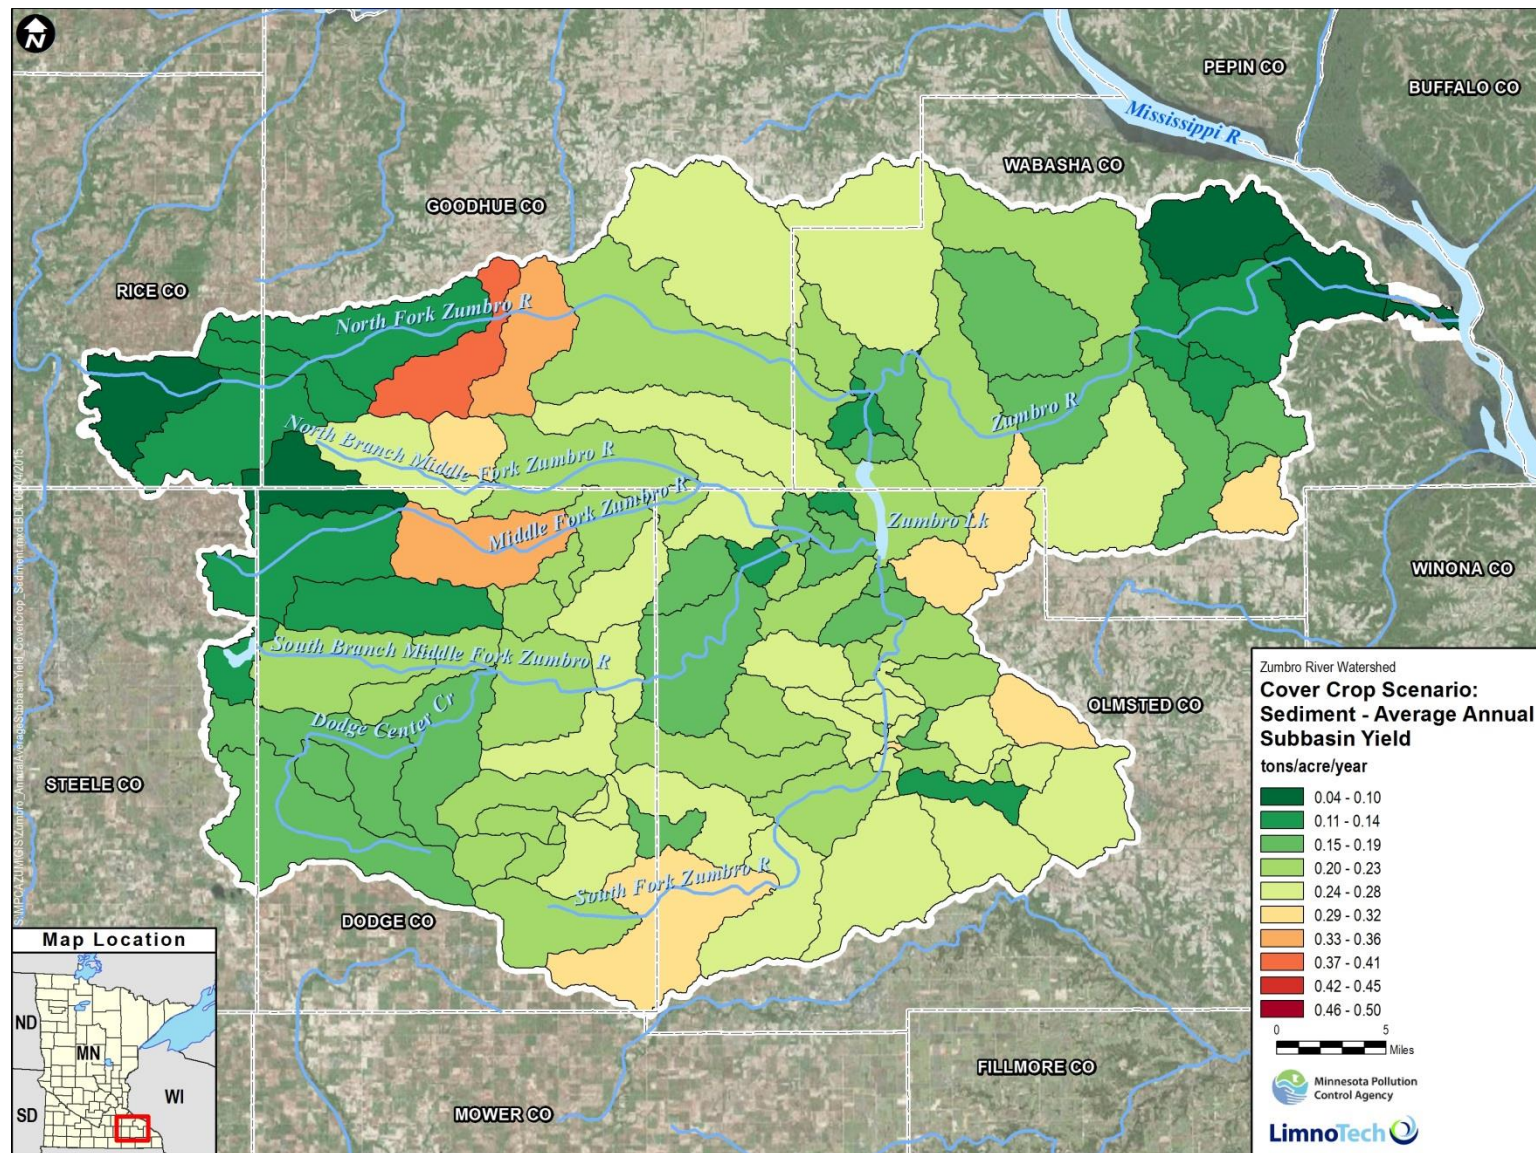 N
PEPIN CO
BUFFALO CO
Mississippi R
WABASHA CO
GOODHUE CO
RICE CO
North Fork Zumbro R
Zumbro R
North Branch Middle Fork Zumbro R
Middle Fork Zumbro R
Zumbro Lk
WINONA CO
South Branch Middle Fork Zumbro R
Dodge Center Cr
OLMSTED CO
STEELE CO
South Fork Zumbro R
DODGE CO
FILLMORE CO
MOWER CO
Zumbro River Watershed
Cover Crop Scenario:
Sediment - Average Annual
Subbasin Yield
tons/acre/year
0.04 - 0.10
0.11 - 0.14
0.15 - 0.19
0.20 - 0.23
0.24 - 0.28
0.29 - 0.32
0.33 - 0.36
0.37 - 0.41
0.42 - 0.45
0.46 - 0.50
0 5
Miles
Minnesota Pollution
Control Agency
LimnoTech
Map Location
ND
MN
WI
SD